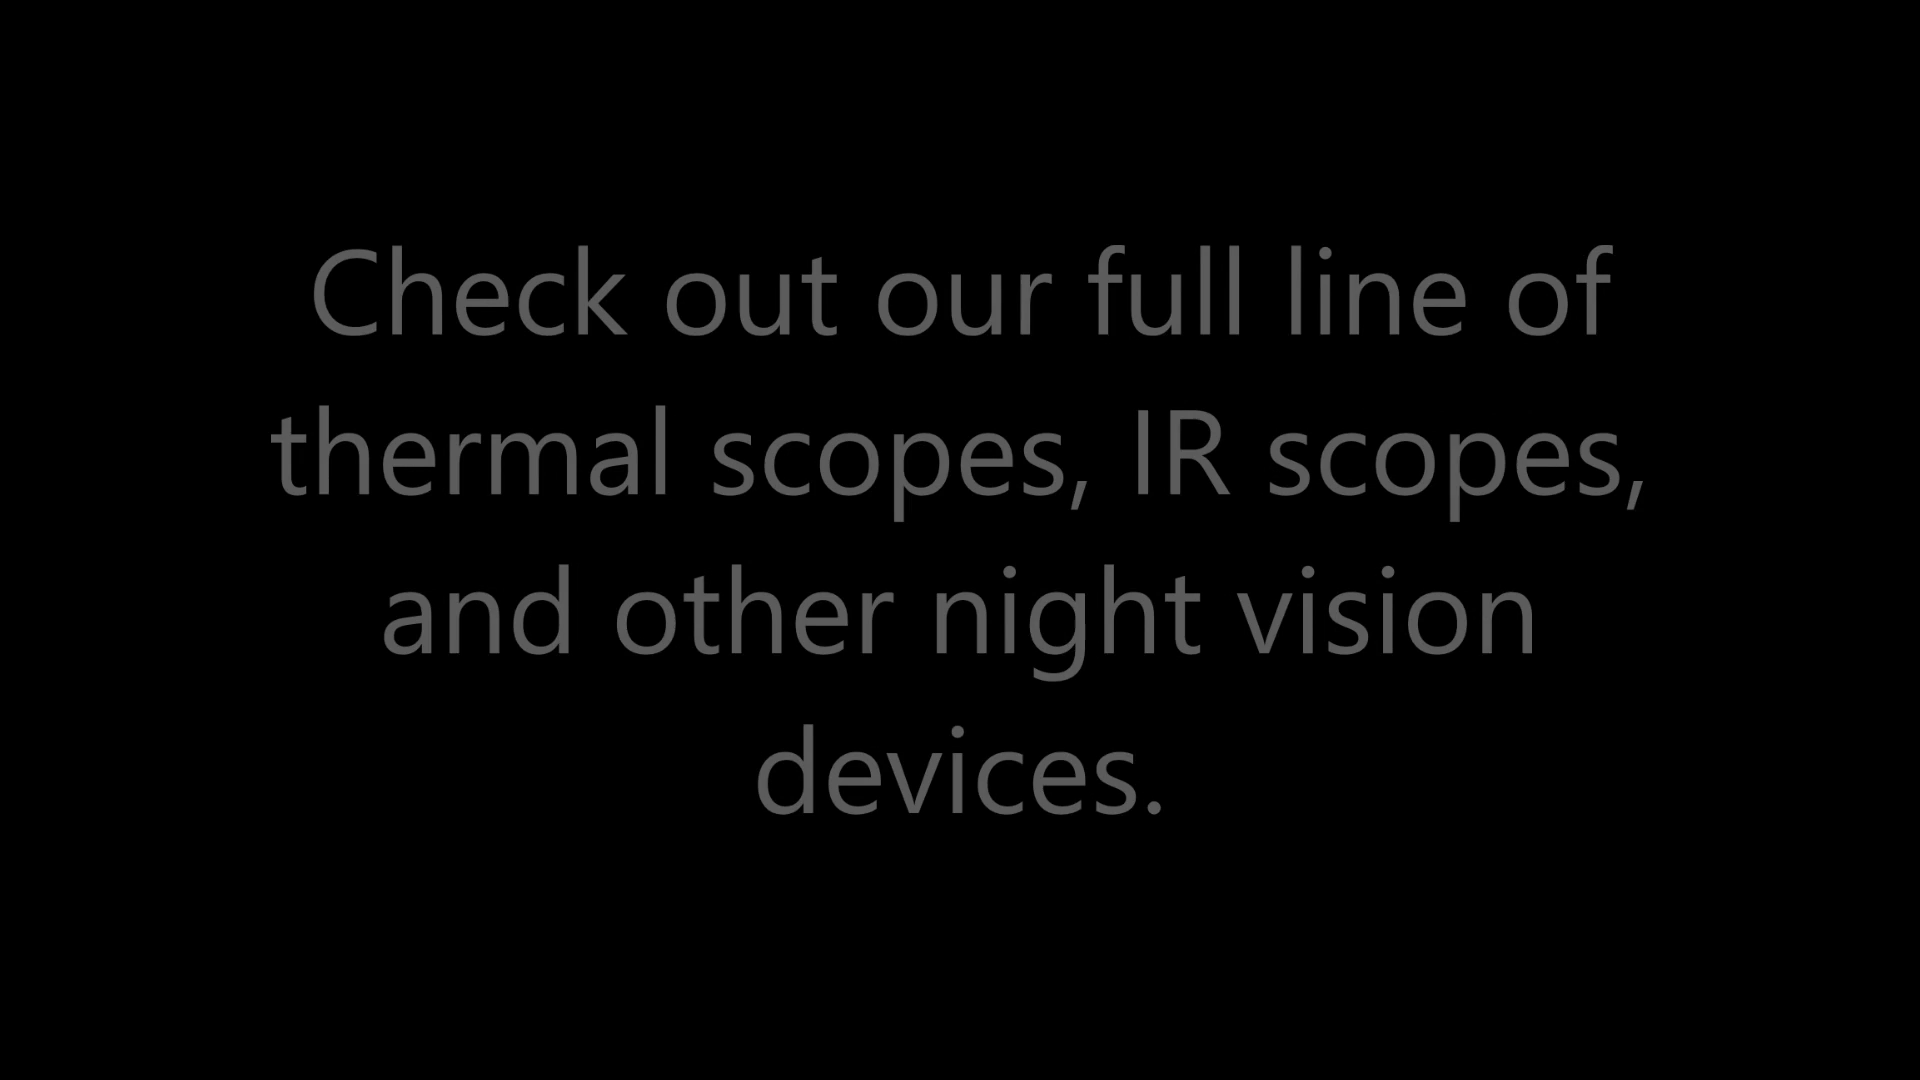 Check out our full line of
thermal scopes, IR scopes,
and other night vision
devices.